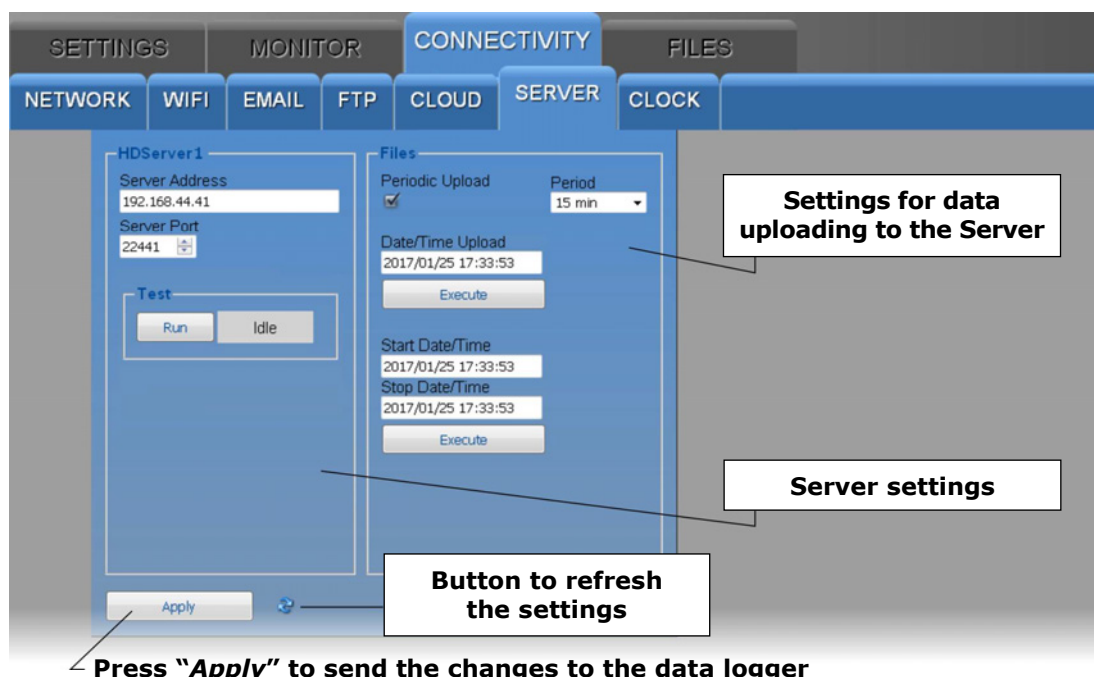 SETTINGS MONITOR CONNECTIVITY FILES
NETWORK WIFI EMAIL FTP CLOUD SERVER CLOCK
HDServer1
Server Address
192.168.44.41
Server Port
22441
Test
Run Idle
Files
Periodic Upload Period
15 min
Date/Time Upload
2017/01/25 17:33:53
Execute
Start Date/Time
2017/01/25 17:33:53
Stop Date/Time
2017/01/25 17:33:53
Execute
Settings for data
uploading to the Server
Server settings
Button to refresh
the settings
Apply
Press “Apply” to send the changes to the data logger